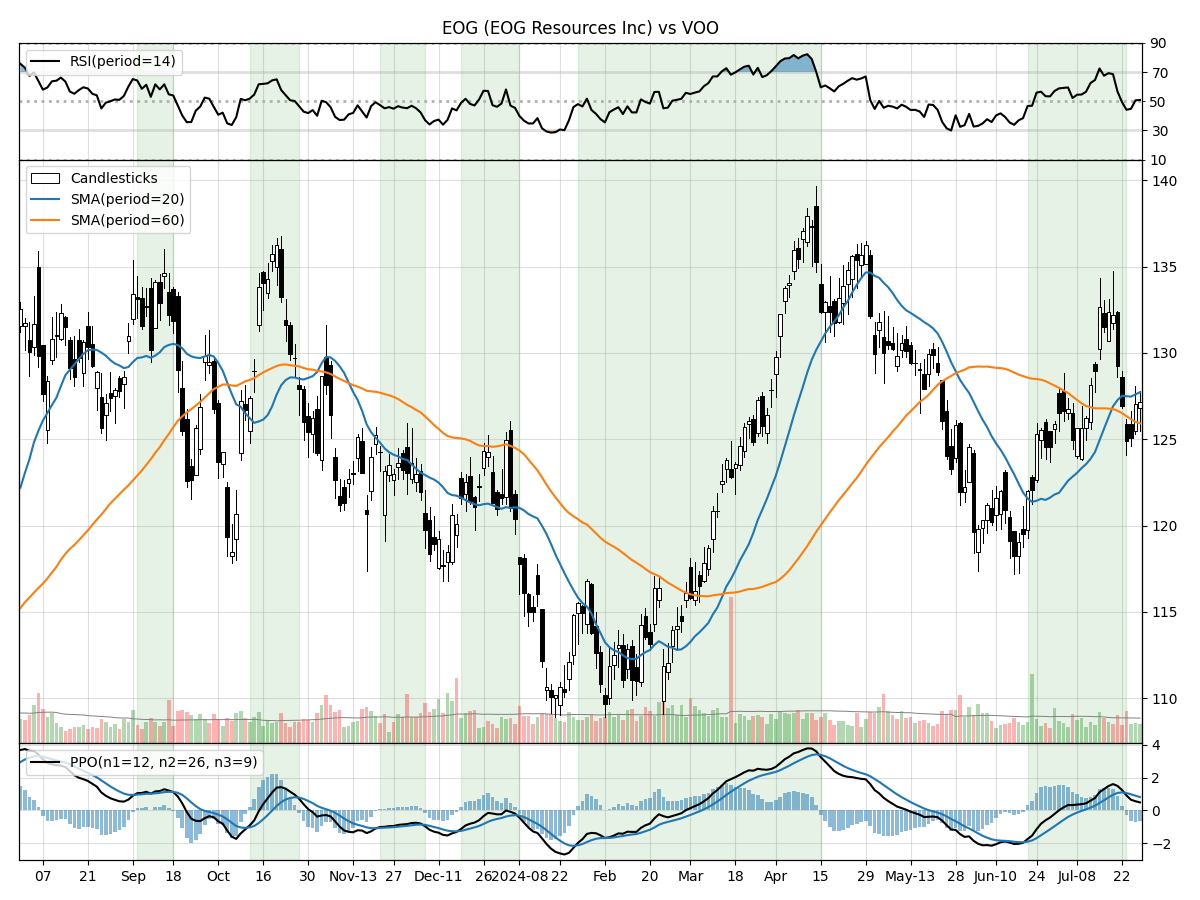 EOG (EOG Resources Inc) vs VOO
RSI(period=14)
90
70
50
30
10
Candlesticks
SMA(period=20)
SMA(period=60)
140
135
130
125
120
115
110
PPO(n1=12, n2=26, n3=9)
4
2
0
−2
07 21 Sep 18 Oct 16 30 Nov-13 27 Dec-11 26 2024-08 22 Feb 20 Mar 18 Apr 15 29 May-13 28 Jun-10 24 Jul-08 22